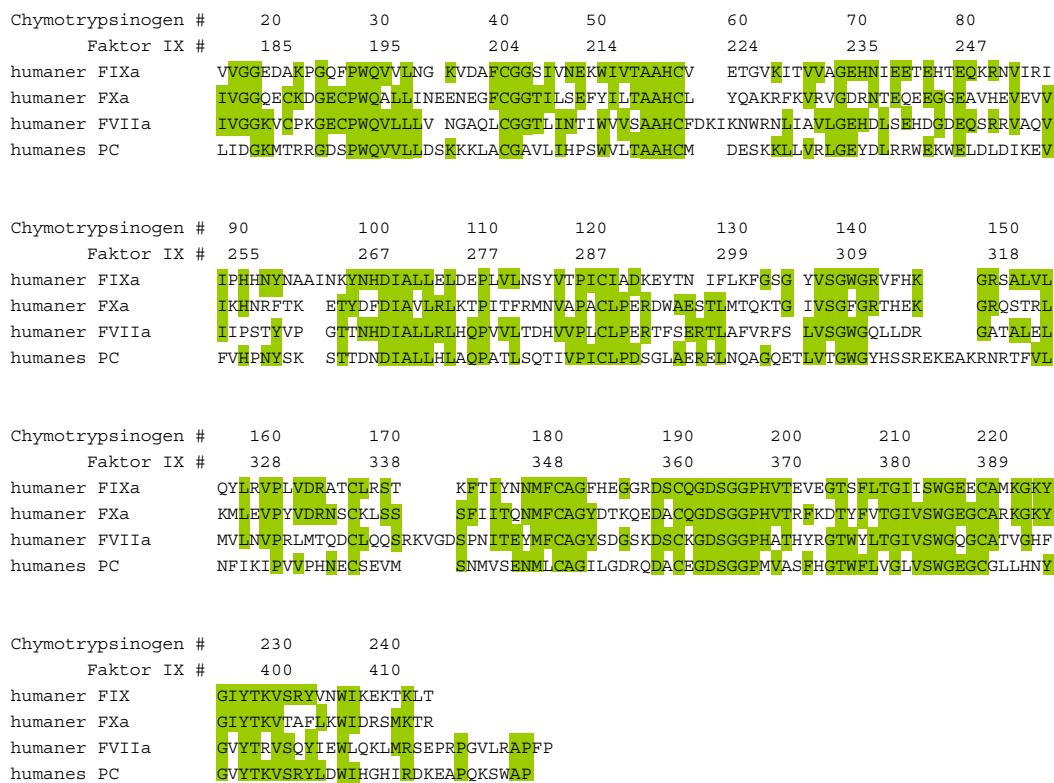 Chymotrypsinogen # 20 30 40 50 60 70 80
Faktor IX # 185 195 204 214 224 235 247
humaner FIXa VVGGEDAKPGQFPWQVVLNG KVDAFCGGSIVNEKWIVTAAHCV ETGVKITVVAGEHNIEETEHTEQKRNVIRI
humaner FXa IVGGQECKDGECPWQALLINEENEGFCGGTILSEFYILTAAHCL YQAKRFKVRVGDRNTEQEEGGEAVHEVEVV
humaner FVIIa IVGGKVCPKGECPWQVLLLV NGAQLCGGTLINTIWVVSAAHCFDKIKNWRNLIAVLGEHDLSEHDGDEQSRRVAQV
humanes PC LIDGKMTRRGDSPWQVVLLDSKKKLACGAVLIHPSWVLTAAHCM DESKKLLVRLGEYDLRRWEKWELDLDIKEV
Chymotrypsinogen # 90 100 110 120 130 140 150
Faktor IX # 255 267 277 287 299 309 318
humaner FIXa IPHHNYNAAINKYNHDIALLELDEPLVLNSYVTPICIADKEYTN IFLKFGSG YVSGWGRVFHK GRSALVL
humaner FXa IKHNRFTK ETYDFDIAVLRLKTPITFRMNVAPACLPERDWAESTLMTQKTG IVSGFGRTHEK GRQSTRL
humaner FVIIa IIPSTYVP GTTNHDIALLRLHQPVVLTDHVVPLCLPERTFSERTLAFVRFS LVSGWGQLLDR GATALEL
humanes PC FVHPNYSK STTDNDIALLHLAQPATLSQTIVPICLPDSGLAERELNQAGQETLVTGWGYHSSREKEAKRNRTFVL
Chymotrypsinogen # 160 170 180 190 200 210 220
Faktor IX # 328 338 348 360 370 380 389
humaner FIXa QYLRVPLVDRATCLRST KFTIYNNMFCAGFHEGGRDSCQGDSGGPHVTEVEGTSFLTGIISWGEECAMKGKY
humaner FXa KMLEVPYVDRNSCKLSS SFIITQNMFCAGYDTKQEDACQGDSGGPHVTRFKDTYFVTGIVSWGEGCARKGKY
humaner FVIIa MVLNVPRLMTQDCLQQSRKVGDSPNITEYMFCAGYSDGSKDSCKGDSGGPHATHYRGTWYLTGIVSWGQGCATVGHF
humanes PC NFIKIPVVPHNECSEVM SNMVSENMLCAGILGDRQDACEGDSGGPMVASFHGTWFLVGLVSWGEGCGLLHNY
Chymotrypsinogen # 230 240
Faktor IX # 400 410
humaner FIX GIYTKVSRYVNWIKEKTKLT
humaner FXa GIYTKVTAFLKWIDRSMKTR
humaner FVIIa GVYTRVSQYIEWLQKLMRSEPRPGVLRAPFP
humanes PC GVYTKVSRYLDWIHGHIRDKEAPQKSWAP